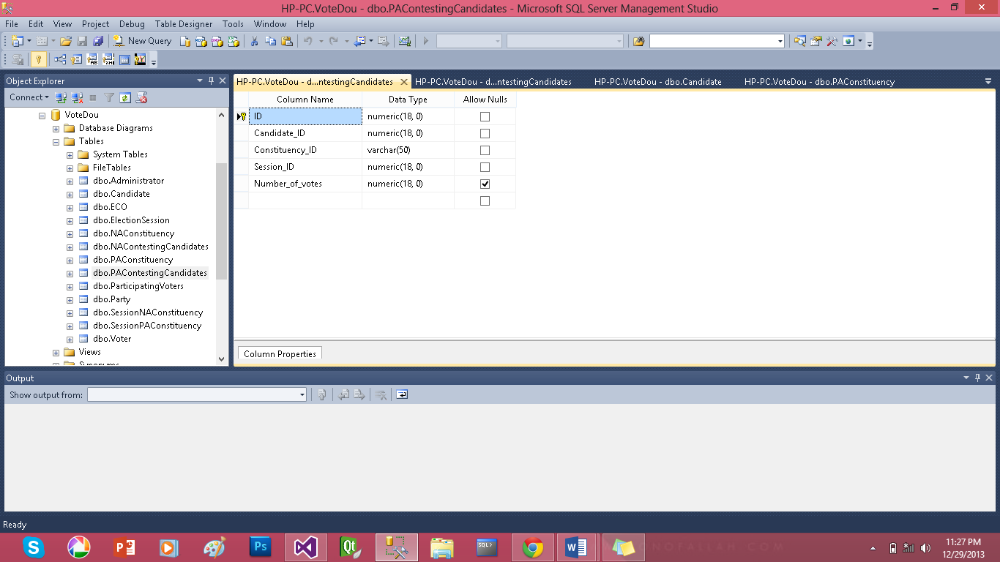 HP-PC.VoteDou - dbo.PAContestingCandidates - Microsoft SQL Server Management Studio
File Edit View Project Debug Table Designer Tools Window Help
New Query
Object Explorer
Connect
VoteDou
Database Diagrams
Tables
System Tables
FileTables
dbo.Administrator
dbo.Candidate
dbo.ECO
dbo.ElectionSession
dbo.NAConstituency
dbo.NAContestingCandidates
dbo.PAConstituency
dbo.PAContestingCandidates
dbo.ParticipatingVoters
dbo.Party
dbo.SessionNAConstituency
dbo.SessionPAConstituency
dbo.Voter
Views
Synonyms
HP-PC.VoteDou - d...ntestingCandidates HP-PC.VoteDou - d...ntestingCandidates HP-PC.VoteDou - dbo.Candidate HP-PC.VoteDou - dbo.PAConstituency
Column Name Data Type Allow Nulls
ID numeric(18, 0)
Candidate_ID numeric(18, 0)
Constituency_ID varchar(50)
Session_ID numeric(18, 0)
Number_of_votes numeric(18, 0)
Column Properties
Output
Show output from:
Ready
11:27 PM
12/29/2013